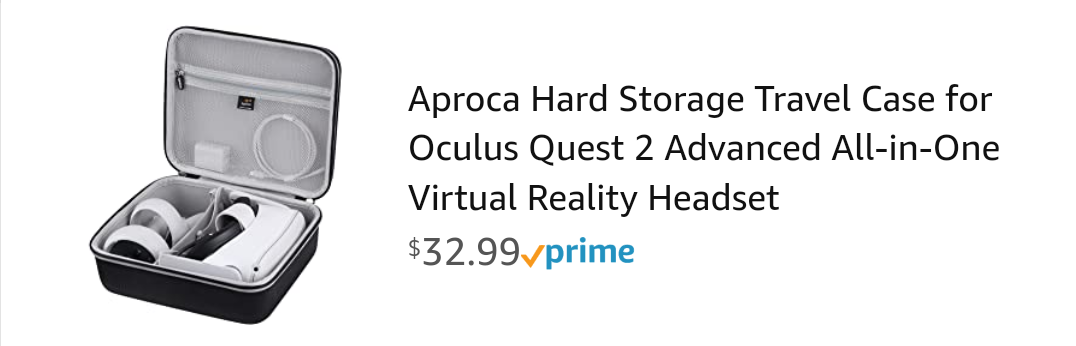 Aproca Hard Storage Travel Case for
Oculus Quest 2 Advanced All-in-One
Virtual Reality Headset
$32.99 prime